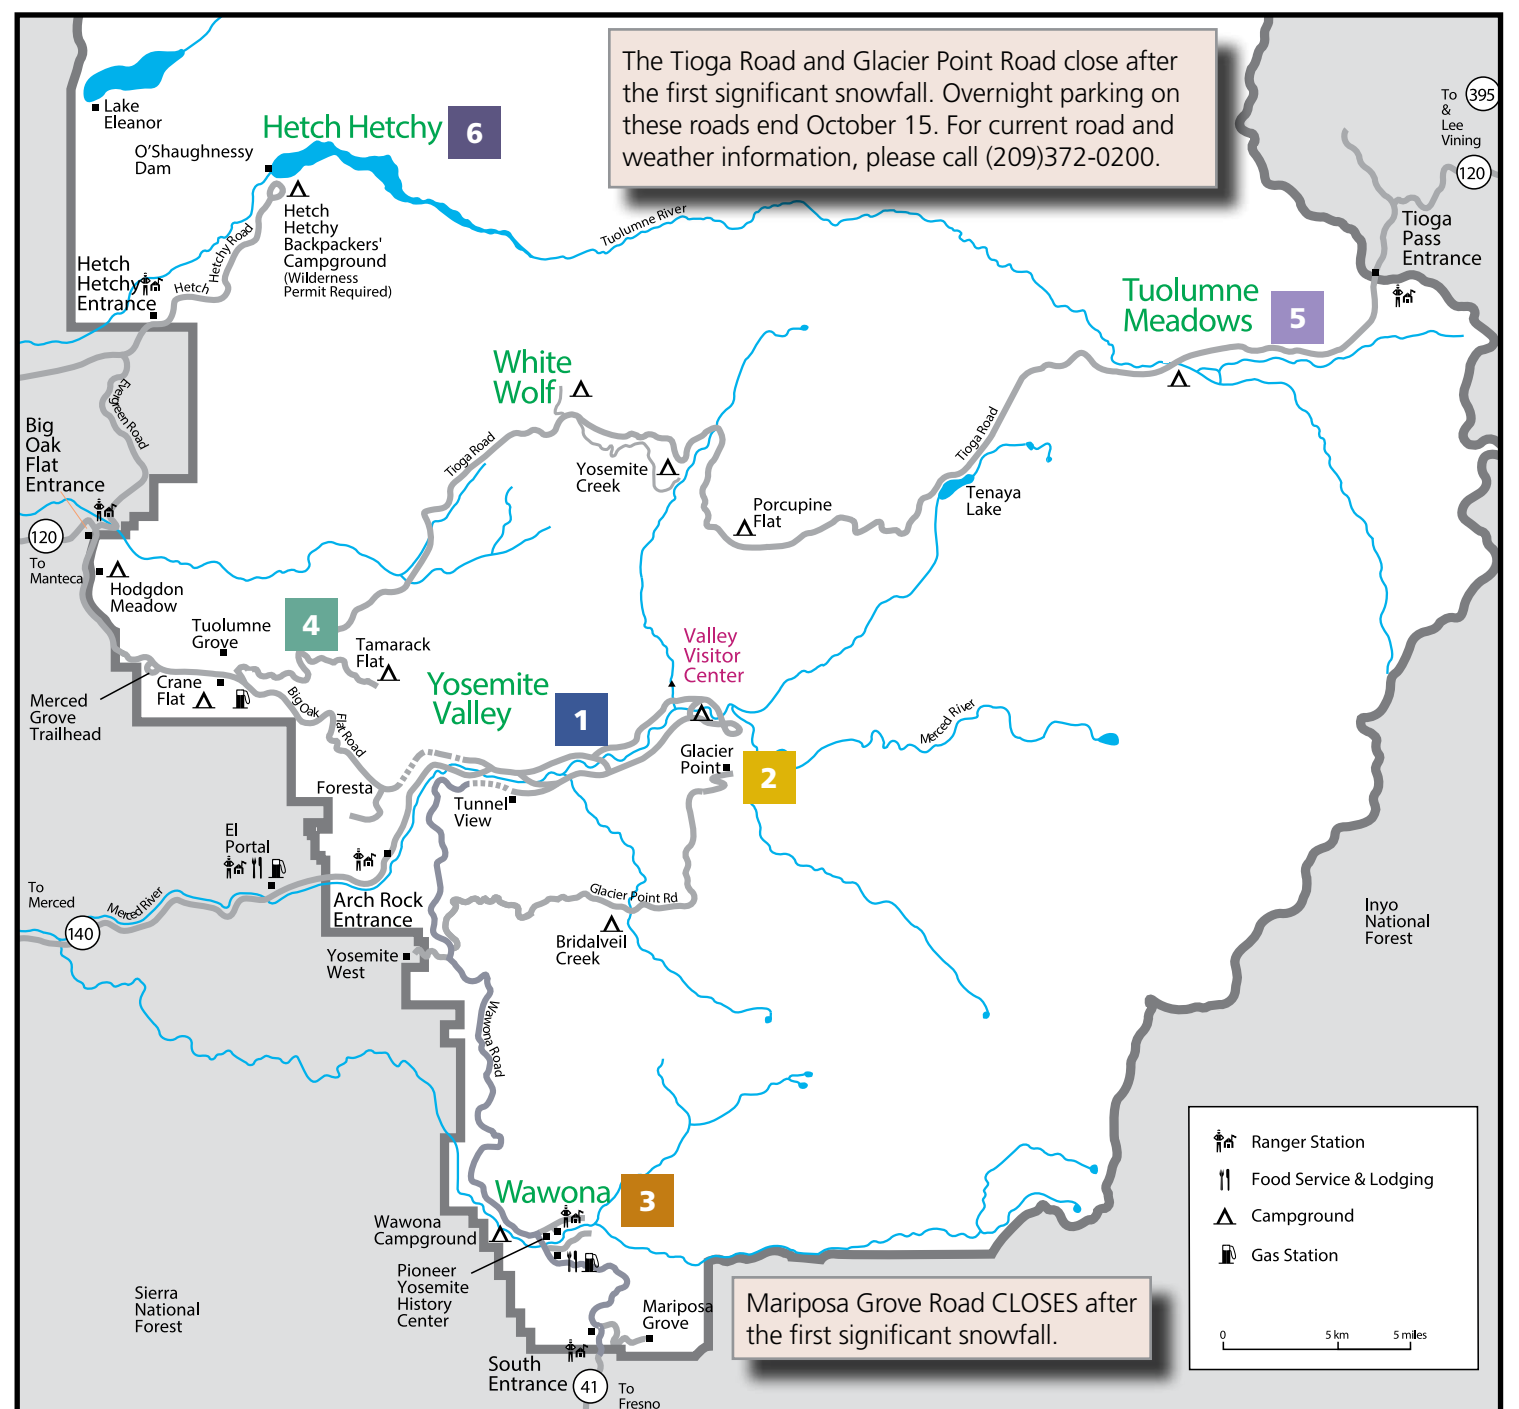 The Tioga Road and Glacier Point Road close after
the first significant snowfall. Overnight parking on
these roads end October 15. For current road and
weather information, please call (209)372-0200.
To
&
Lee
Vining
395
120
Lake
Eleanor
Hetch Hetchy
6
O'Shaughnessy
Dam
Hetch
Hetchy
Backpackers'
Campground
(Wilderness
Permit Required)
Hetch Hetchy Road
Hetch
Hetchy
Entrance
Tuolumne River
Tioga
Pass
Entrance
Tuolumne
Meadows
5
White
Wolf
Evergreen Road
Big
Oak
Flat
Entrance
Tioga Road
Yosemite
Creek
Tioga Road
Porcupine
Flat
Tenaya
Lake
120
To
Manteca
Hodgdon
Meadow
Tuolumne
Grove
4
Tamarack
Flat
Valley
Visitor
Center
Merced
Grove
Trailhead
Crane
Flat
Big Oak Flat Road
Yosemite
Valley
1
Merced River
Glacier
Point
2
Foresta
Tunnel
View
El
Portal
To
Merced
Merced River
140
Arch Rock
Entrance
Glacier Point Rd
Bridalveil
Creek
Yosemite
West
Inyo
National
Forest
Wawona Road
Wawona
3
Wawona
Campground
Pioneer
Yosemite
History
Center
Sierra
National
Forest
Mariposa
Grove
South
Entrance
41
To
Fresno
Mariposa Grove Road CLOSES after
the first significant snowfall.
Ranger Station
Food Service & Lodging
Campground
Gas Station
0 5 km 5 miles